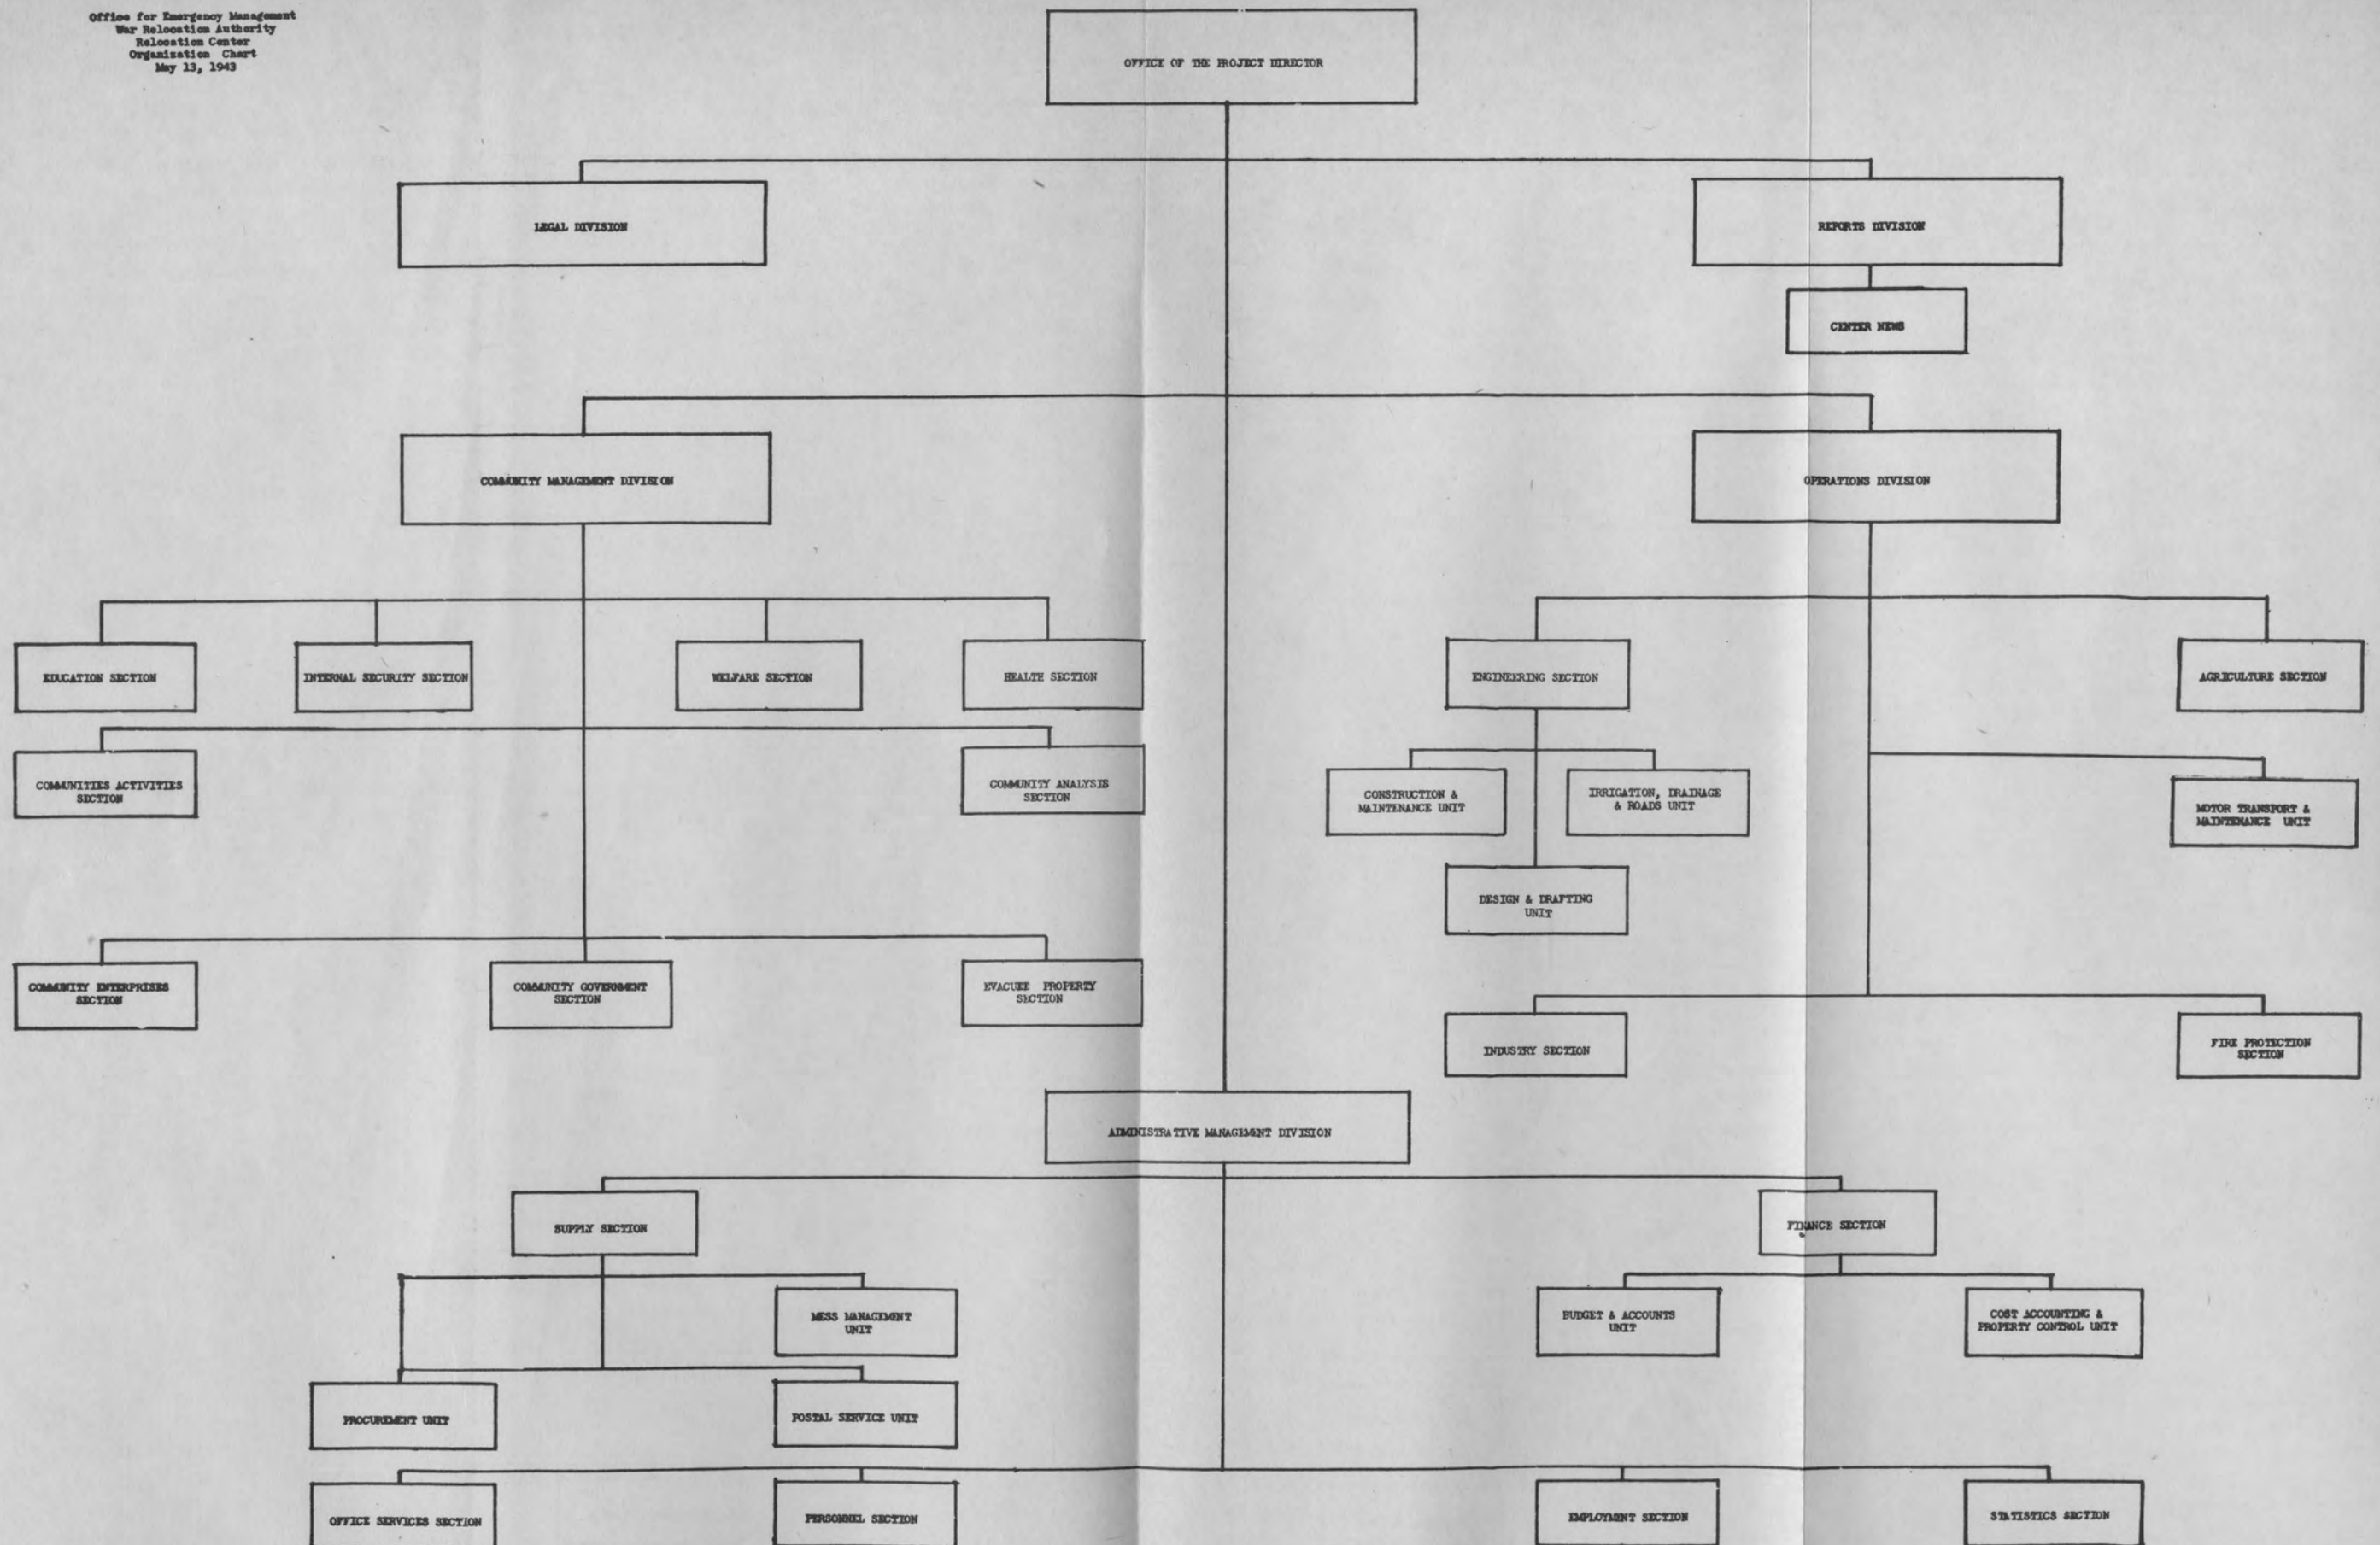 Office for Emergency Management
War Relocation Authority
Relocation Center
Organization Chart
May 13, 1943
OFFICE OF THE PROJECT DIRECTOR
LEGAL DIVISION
REPORTS DIVISION
CENTER NEWS
COMMUNITY MANAGEMENT DIVISION
OPERATIONS DIVISION
EDUCATION SECTION
INTERNAL SECURITY SECTION
WELFARE SECTION
HEALTH SECTION
ENGINEERING SECTION
AGRICULTURE SECTION
COMMUNITIES ACTIVITIES
SECTION
COMMUNITY ANALYSIS
SECTION
CONSTRUCTION &
MAINTENANCE UNIT
IRRIGATION, DRAINAGE
& ROADS UNIT
MOTOR TRANSPORT &
MAINTENANCE UNIT
DESIGN & DRAFTING
UNIT
COMMUNITY ENTERPRISES
SECTION
COMMUNITY GOVERNMENT
SECTION
EVACUEE PROPERTY
SECTION
INDUSTRY SECTION
FIRE PROTECTION
SECTION
ADMINISTRATIVE MANAGEMENT DIVISION
SUPPLY SECTION
FINANCE SECTION
MESS MANAGEMENT
UNIT
BUDGET & ACCOUNTS
UNIT
COST ACCOUNTING &
PROPERTY CONTROL UNIT
PROCUREMENT UNIT
POSTAL SERVICE UNIT
OFFICE SERVICES SECTION
PERSONNEL SECTION
EMPLOYMENT SECTION
STATISTICS SECTION